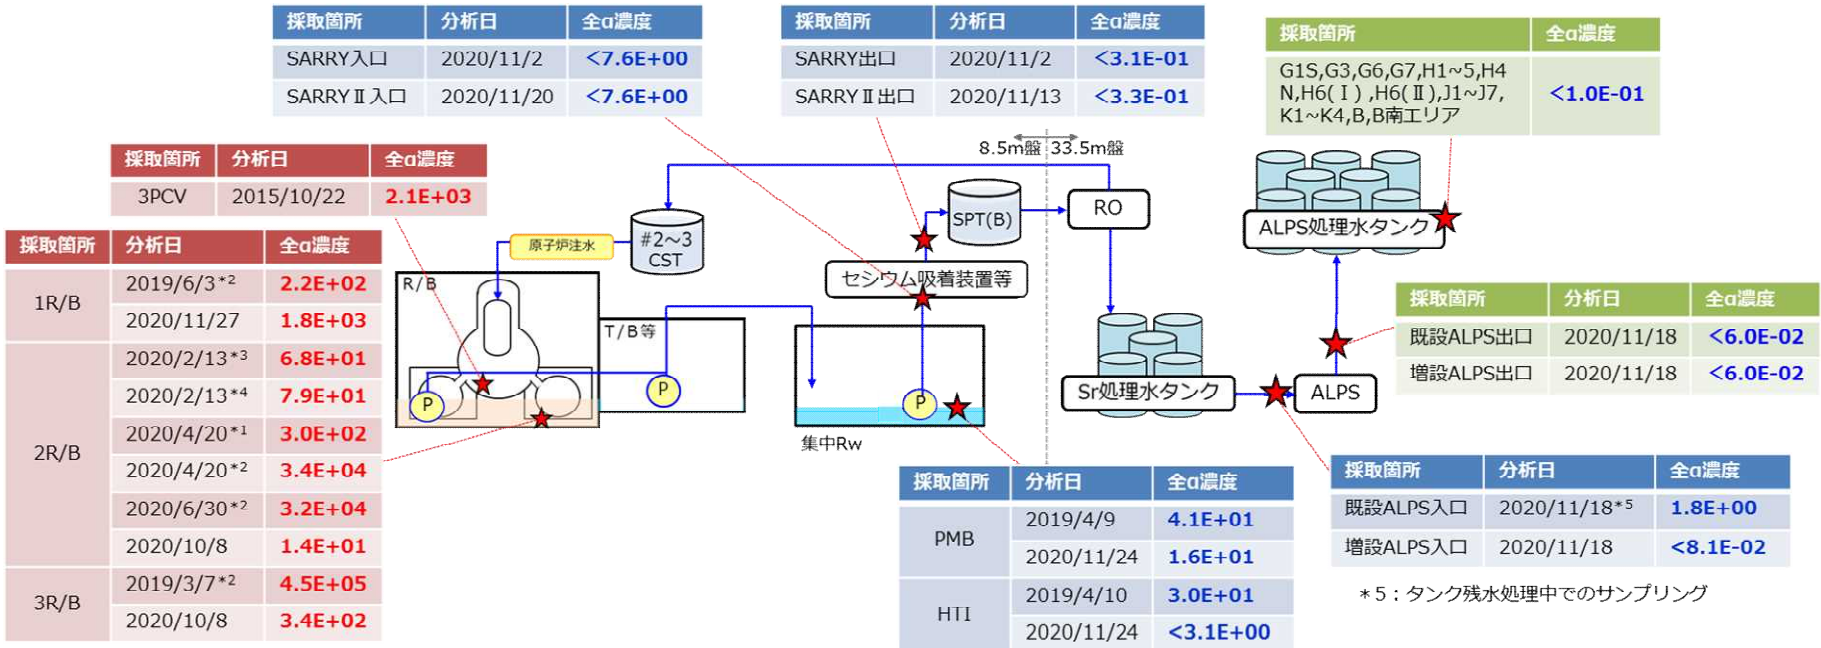 採取箇所 分析日 全α濃度
SARRY入口 2020/11/2 <7.6E+00
SARRYⅡ入口 2020/11/20 <7.6E+00
採取箇所 分析日 全α濃度
SARRY出口 2020/11/2 <3.1E-01
SARRYⅡ出口 2020/11/13 <3.3E-01
採取箇所 全α濃度
G1S,G3,G6,G7,H1~5,H4
N,H6(Ⅰ) ,H6(Ⅱ),J1~J7,
K1~K4,B,B南エリア
<1.0E-01
採取箇所 分析日 全α濃度
3PCV 2015/10/22 2.1E+03
採取箇所 分析日 全α濃度
1R/B
2019/6/3*2 2.2E+02
2020/11/27 1.8E+03
2R/B
2020/2/13*3 6.8E+01
2020/2/13*4 7.9E+01
2020/4/20*1 3.0E+02
2020/4/20*2 3.4E+04
2020/6/30*2 3.2E+04
2020/10/8 1.4E+01
3R/B
2019/3/7*2 4.5E+05
2020/10/8 3.4E+02
8.5m盤 33.5m盤
原子炉注水
#2～3
CST
SPT(B)
RO
セシウム吸着装置等
R/B
T/B等
P
P
P
集中Rw
ALPS処理水タンク
Sr処理水タンク
ALPS
採取箇所 分析日 全α濃度
既設ALPS出口 2020/11/18 <6.0E-02
増設ALPS出口 2020/11/18 <6.0E-02
採取箇所 分析日 全α濃度
PMB
2019/4/9 4.1E+01
2020/11/24 1.6E+01
HTI
2019/4/10 3.0E+01
2020/11/24 <3.1E+00
採取箇所 分析日 全α濃度
既設ALPS入口 2020/11/18*5 1.8E+00
増設ALPS入口 2020/11/18 <8.1E-02
*5：タンク残水処理中でのサンプリング